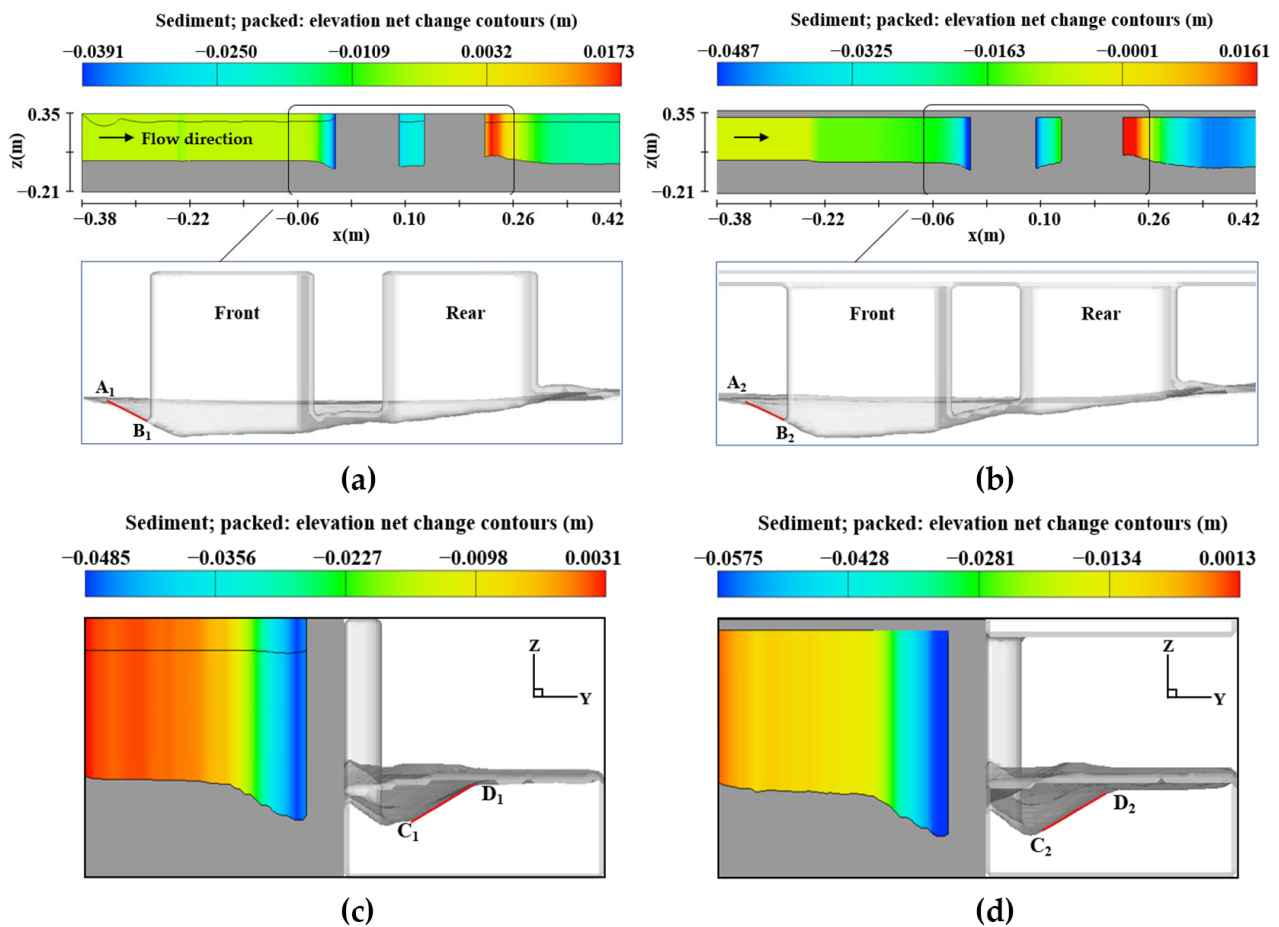 Sediment; packed: elevation net change contours (m)
−0.0391 −0.0250 −0.0109 0.0032 0.0173
0.35
z(m)
−0.21
Flow direction
−0.38 −0.22 −0.06 0.10 0.26 0.42
x(m)
Front Rear
A1
B1
(a)
Sediment; packed: elevation net change contours (m)
−0.0487 −0.0325 −0.0163 −0.0001 0.0161
0.35
z(m)
−0.21
−0.38 −0.22 −0.06 0.10 0.26 0.42
x(m)
Front Rear
A2
B2
(b)
Sediment; packed: elevation net change contours (m)
−0.0485 −0.0356 −0.0227 −0.0098 0.0031
Z
Y
D1
C1
(c)
Sediment; packed: elevation net change contours (m)
−0.0575 −0.0428 −0.0281 −0.0134 0.0013
Z
Y
D2
C2
(d)